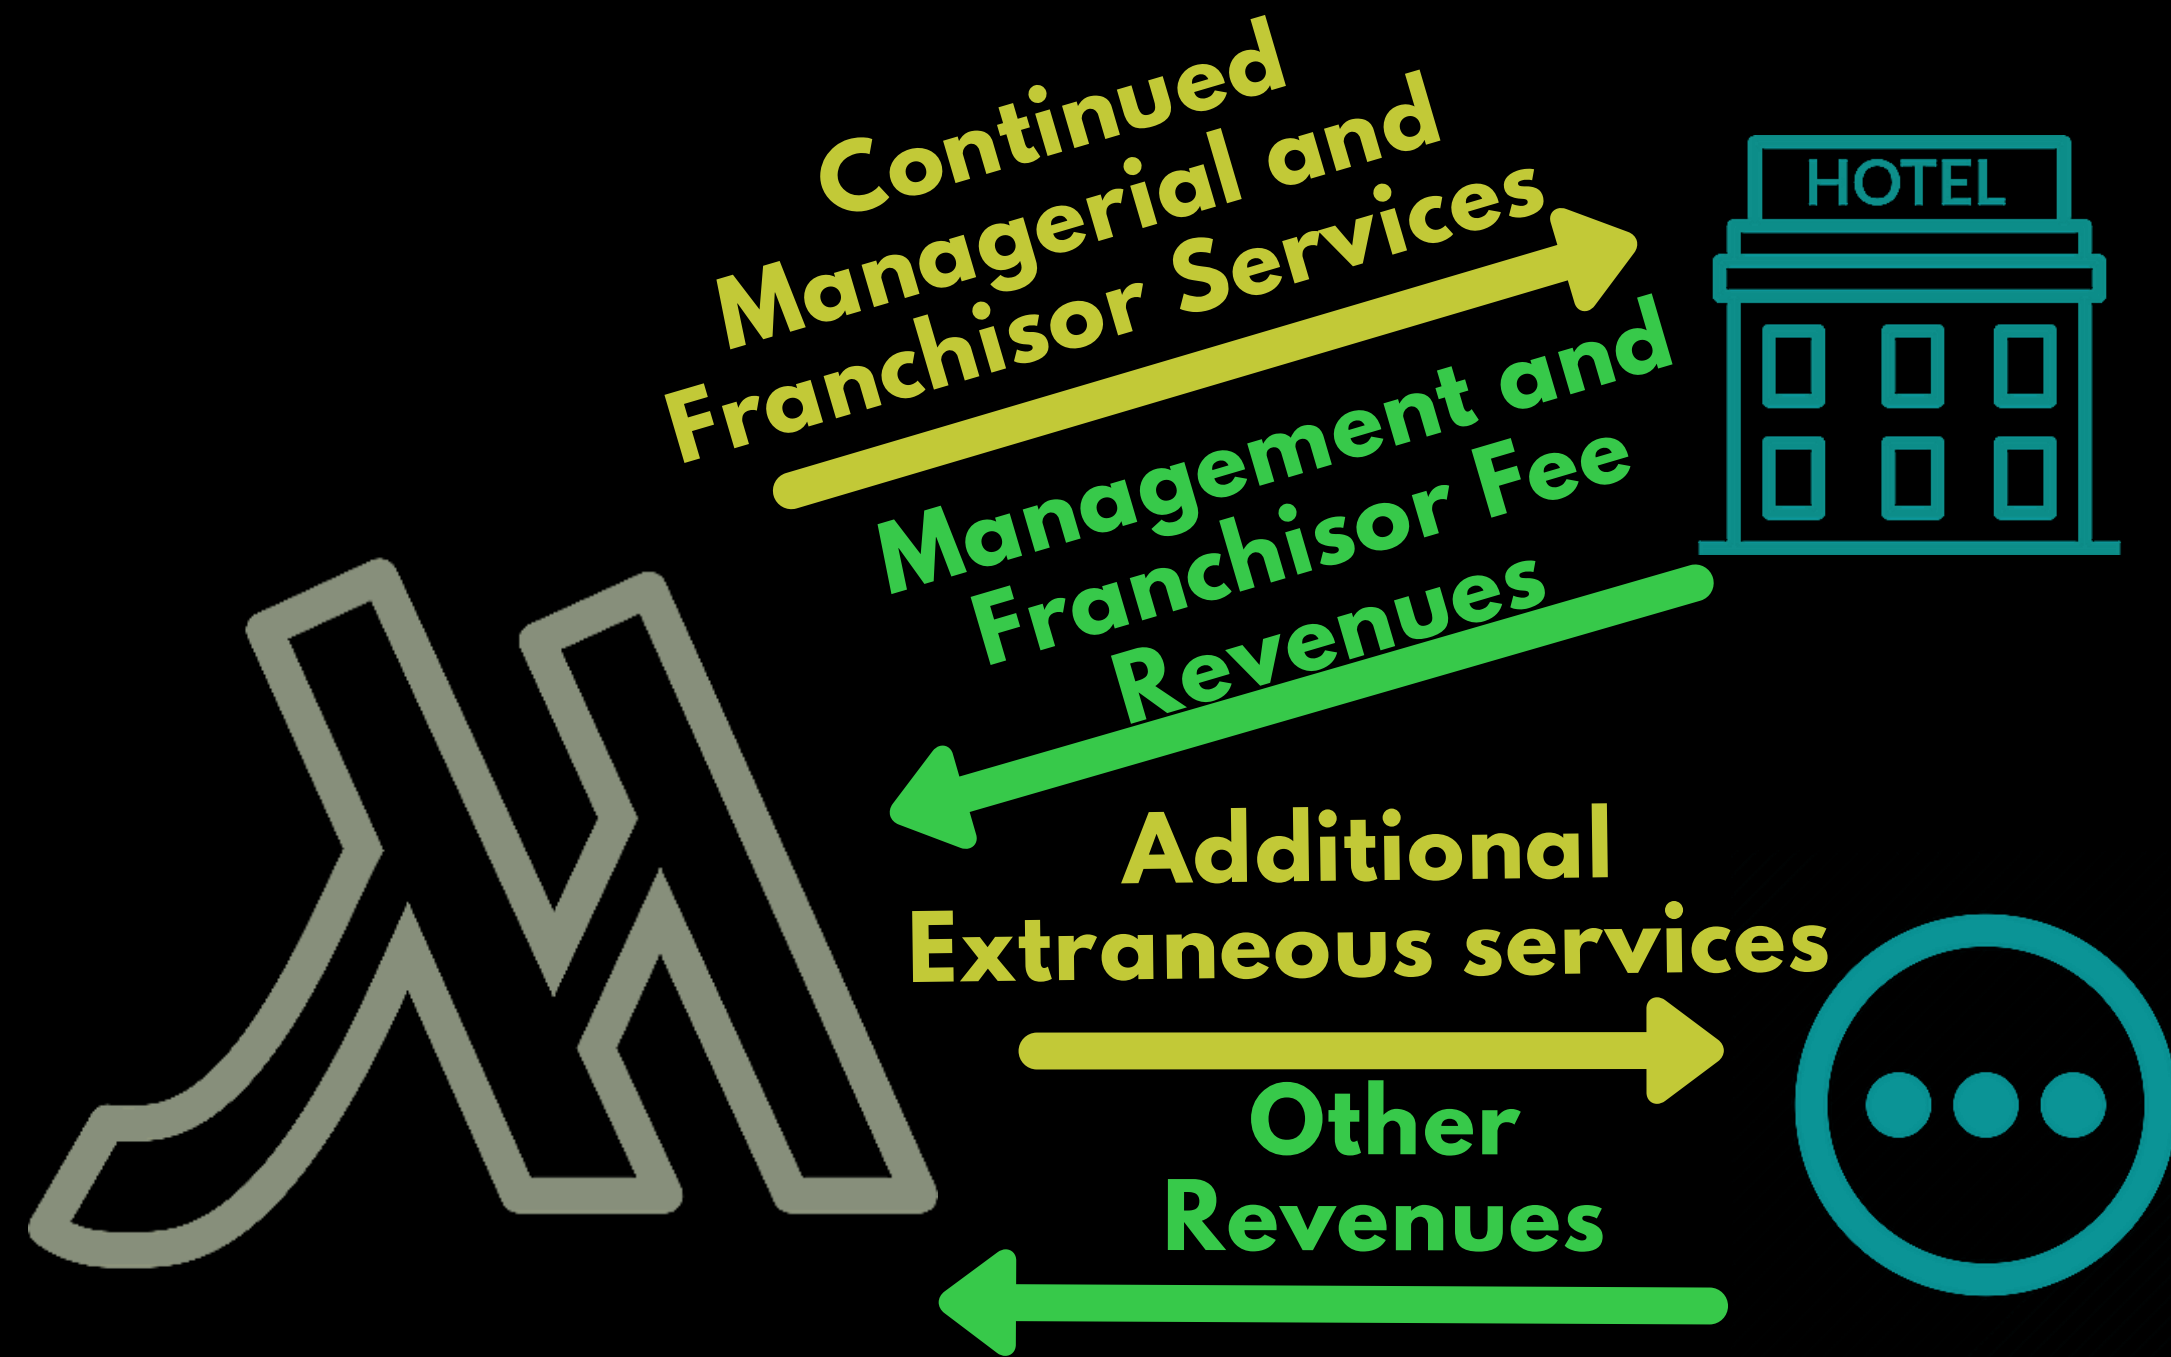 Continued
Managerial and
Franchisor Services
HOTEL
Management and
Franchisor Fee
Revenues
Additional
Extraneous services
Other
Revenues